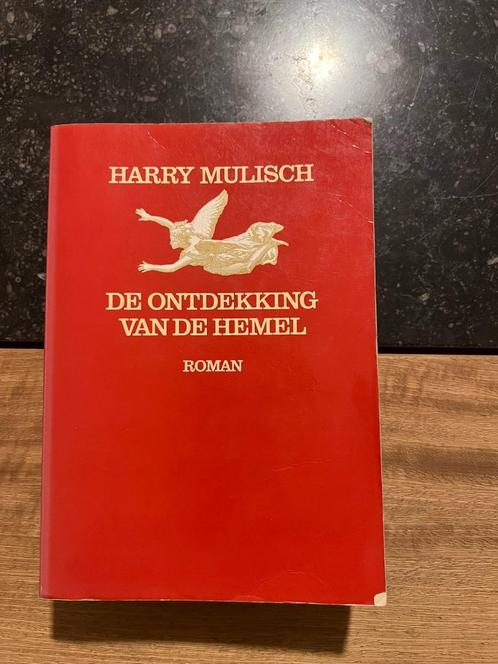 HARRY MULISCH
DE ONTDEKKING
VAN DE HEMEL
ROMAN